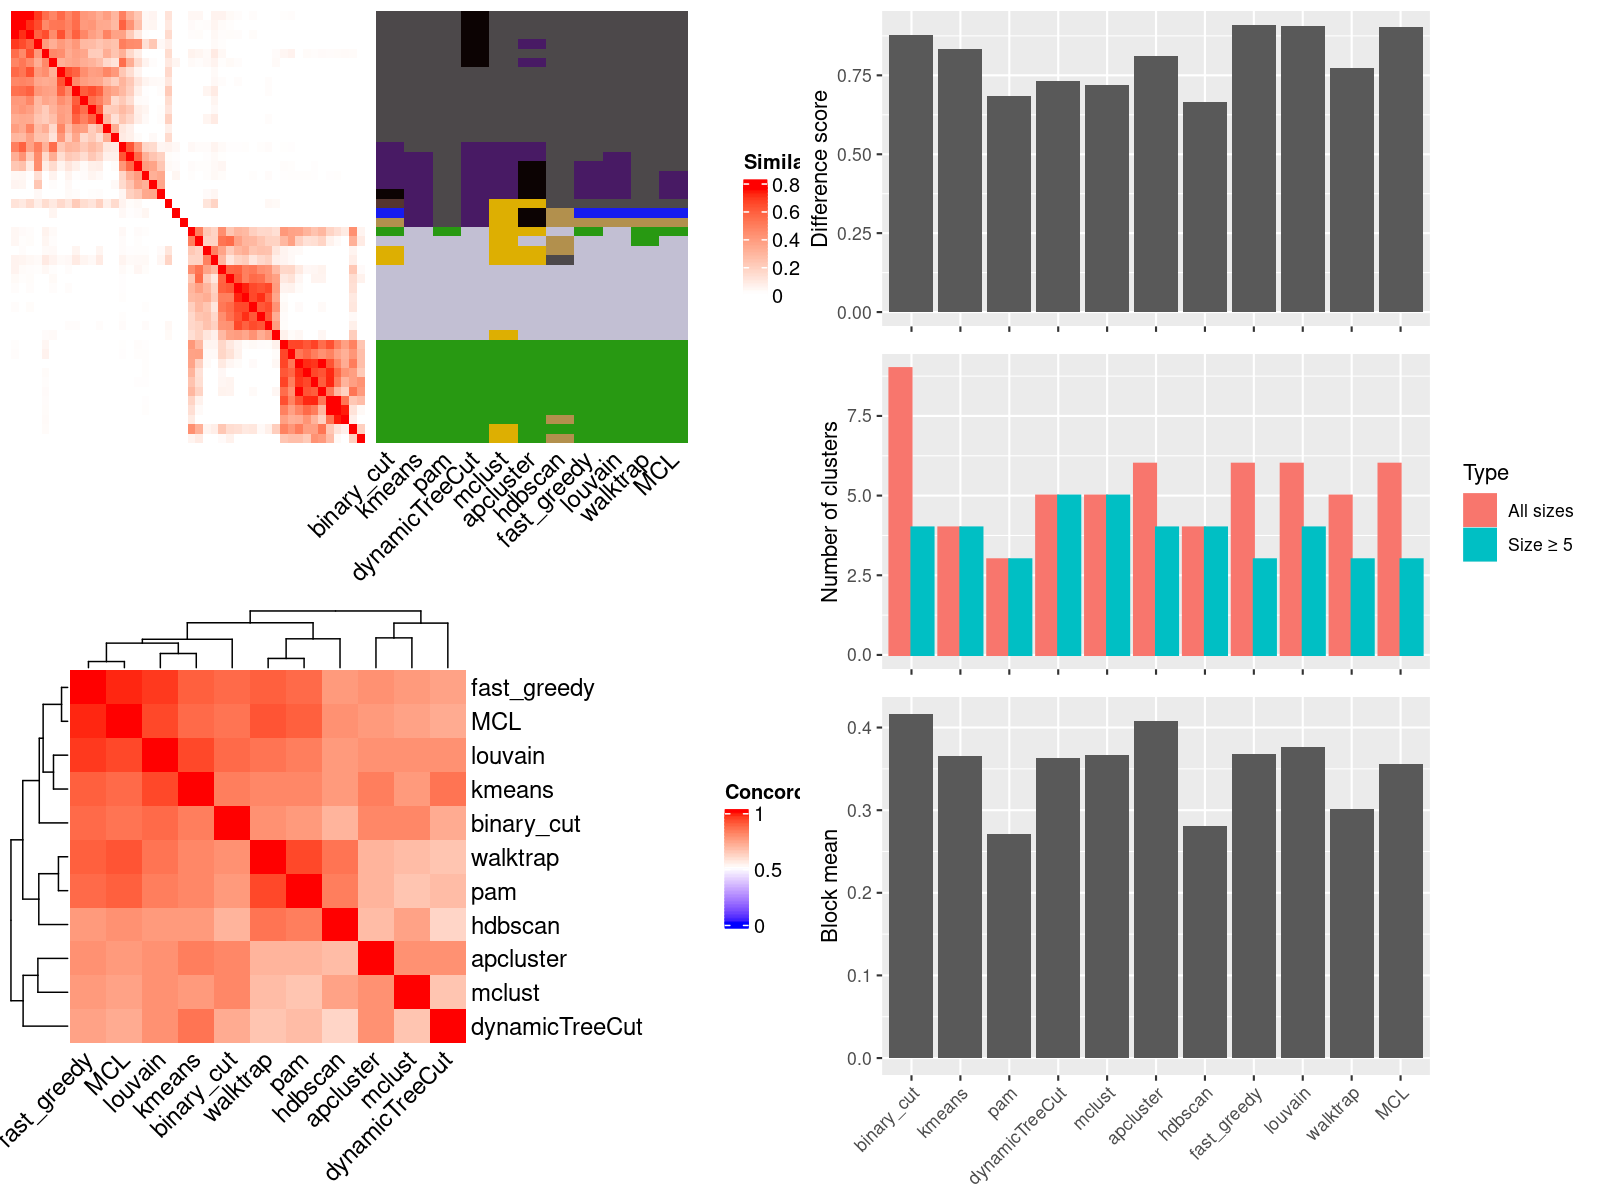 Simila
0.8
0.6
0.4
0.2
0
binary_cut
kmeans
pam
dynamicTreeCut
mclust
apcluster
hdbscan
fast_greedy
louvain
walktrap
MCL
fast_greedy
MCL
louvain
kmeans
binary_cut
walktrap
pam
hdbscan
apcluster
mclust
dynamicTreeCut
fast_greedy
MCL
louvain
kmeans
binary_cut
walktrap
pam
hdbscan
apcluster
mclust
dynamicTreeCut
Concord
1
0.5
0
Difference score
0.75
0.50
0.25
0.00
Number of clusters
7.5
5.0
2.5
0.0
Type
All sizes
Size ≥ 5
Block mean
0.4
0.3
0.2
0.1
0.0
binary_cut
kmeans
pam
dynamicTreeCut
mclust
apcluster
hdbscan
fast_greedy
louvain
walktrap
MCL